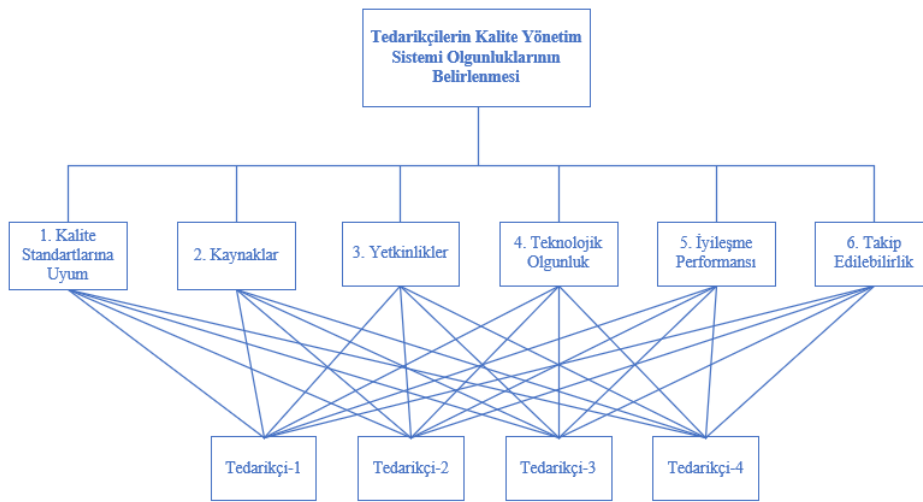 Tedarikçilerin Kalite Yönetim
Sistemi Olgunluklarının
Belirlenmesi
1. Kalite
Standartlarına
Uyum
2. Kaynaklar
3. Yetkinlikler
4. Teknolojik
Olgunluk
5. İyileşme
Performansı
6. Takip
Edilebilirlik
Tedarikçi-1
Tedarikçi-2
Tedarikçi-3
Tedarikçi-4